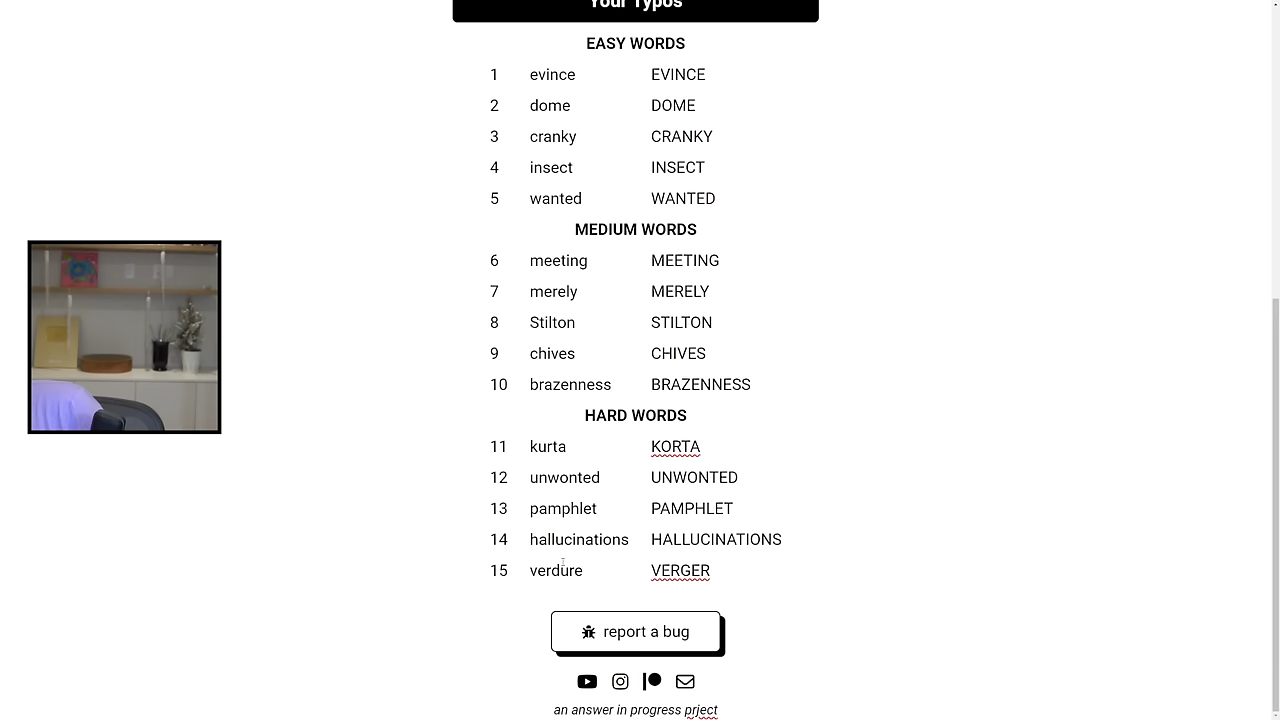 Your Typos
EASY WORDS
1 evince EVINCE
2 dome DOME
3 cranky CRANKY
4 insect INSECT
5 wanted WANTED
MEDIUM WORDS
6 meeting MEETING
7 merely MERELY
8 Stilton STILTON
9 chives CHIVES
10 brazenness BRAZENNESS
HARD WORDS
11 kurta KORTA
12 unwonted UNWONTED
13 pamphlet PAMPHLET
14 hallucinations HALLUCINATIONS
15 verdure VERGER
report a bug
an answer in progress prject